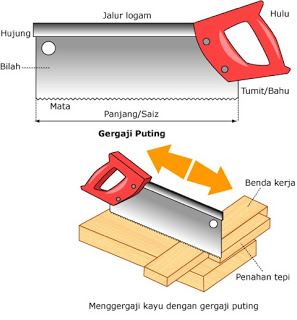 Jalur logam
Hulu
Hujung
Bilah
Mata
Tumit/Bahu
Panjang/Saiz
Gergaji Puting
Benda kerja
Penahan tepi
Menggergaji kayu dengan gergaji puting